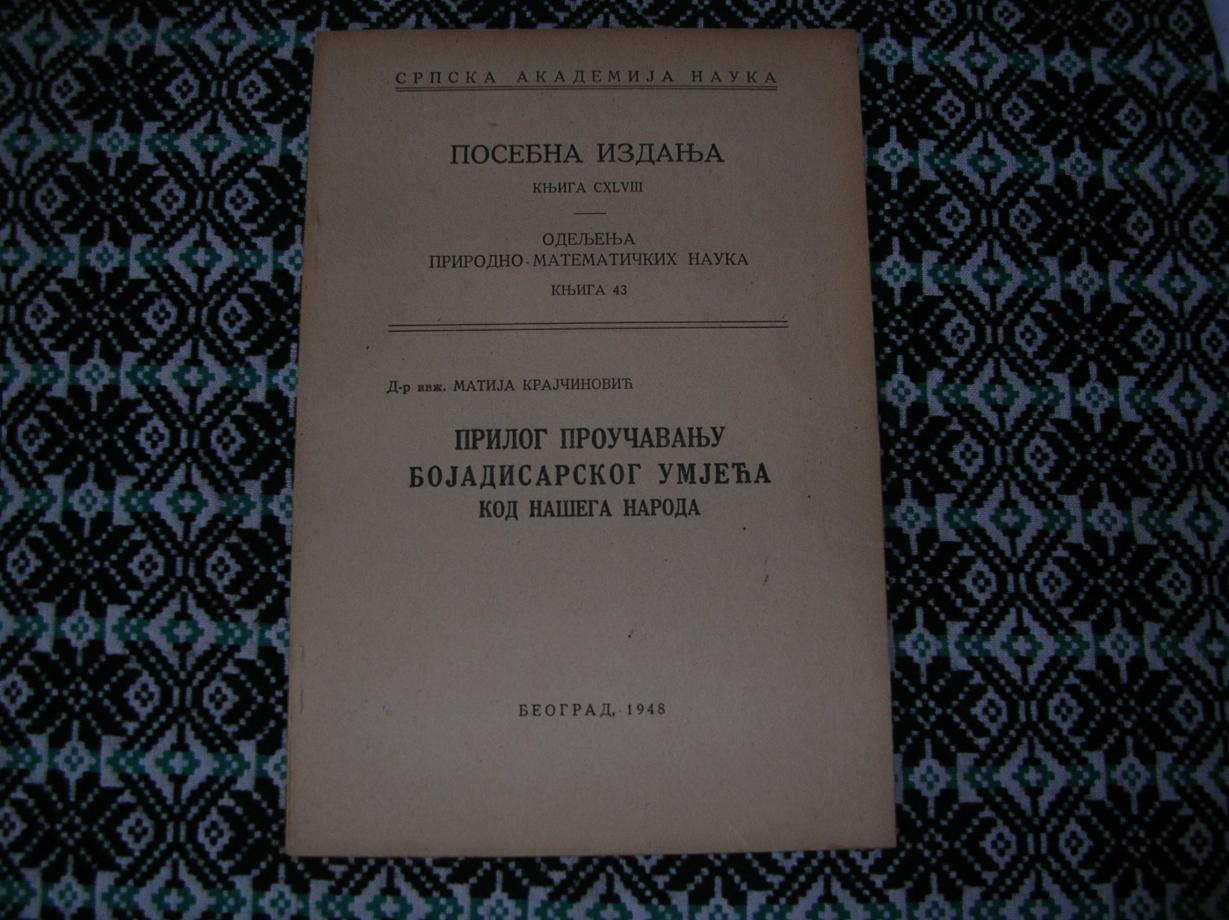 СРПСКА АКАДЕМИЈА НАУКА
ПОСЕБНА ИЗДАЊА
КЊИГА CXLVIII
ОДЕЉЕЊА
ПРИРОДНО-МАТЕМАТИЧКИХ НАУКА
КЊИГА 43
Д-р инж. МАТИЈА КРАЈЧИНОВИЋ
ПРИЛОГ ПРОУЧАВАЊУ
БОЈАДИСАРСКОГ УМЈЕЋА
КОД НАШЕГА НАРОДА
БЕОГРАД, 1948